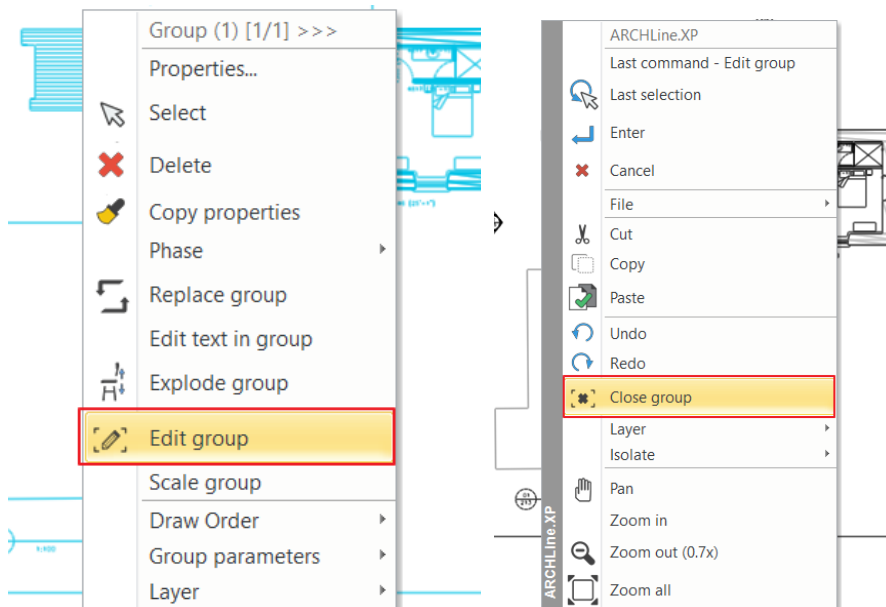 Group (1) [1/1] >>>
Properties...
Select
Delete
Copy properties
Phase
Replace group
Edit text in group
Explode group
Edit group
Scale group
Draw Order
Group parameters
Layer
ARCHLine.XP
Last command - Edit group
Last selection
Enter
Cancel
File
Cut
Copy
Paste
Undo
Redo
Close group
Layer
Isolate
Pan
Zoom in
Zoom out (0.7x)
Zoom all
ARCHLine.XP